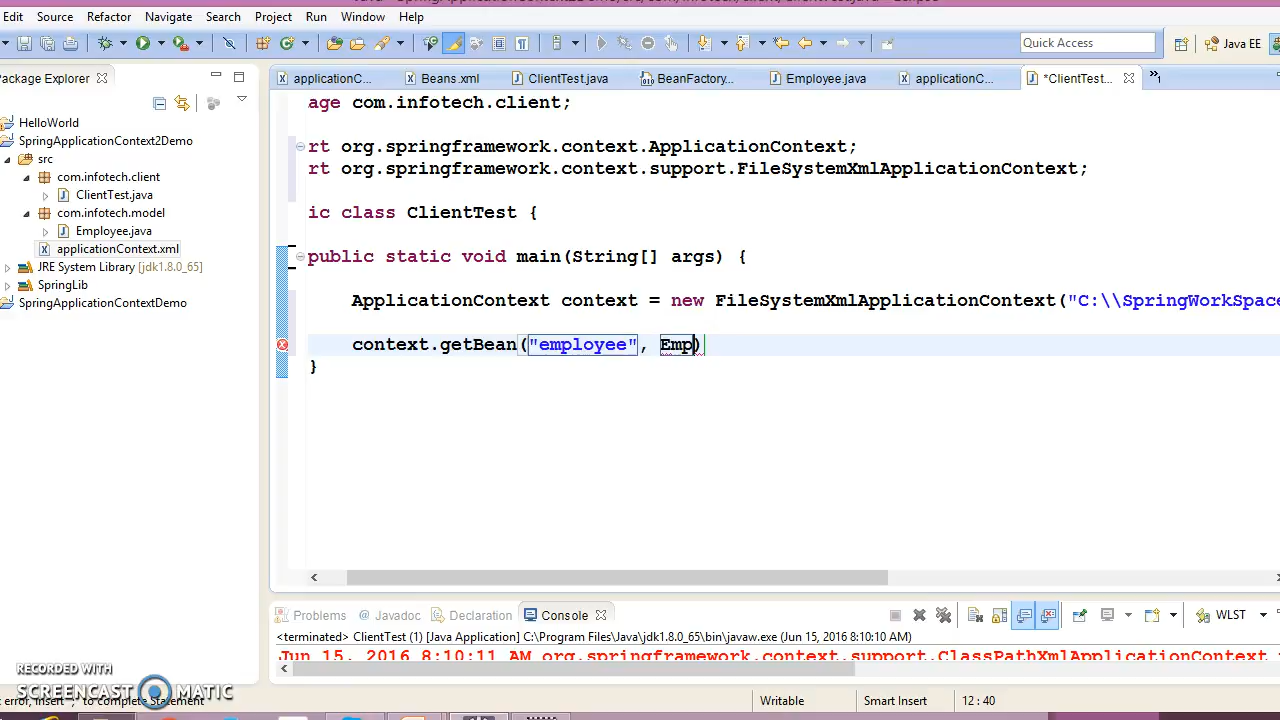 Edit Source Refactor Navigate Search Project Run Window Help
Quick Access
Java EE
Package Explorer
applicationC...
Beans.xml
ClientTest.java
BeanFactory...
Employee.java
applicationC...
*ClientTest...
HelloWorld
SpringApplicationContext2Demo
src
com.infotech.client
ClientTest.java
com.infotech.model
Employee.java
applicationContext.xml
JRE System Library [jdk1.8.0_65]
SpringLib
SpringApplicationContextDemo
age com.infotech.client;
rt org.springframework.context.ApplicationContext;
rt org.springframework.context.support.FileSystemXmlApplicationContext;
ic class ClientTest {
public static void main(String[] args) {
ApplicationContext context = new FileSystemXmlApplicationContext("C:\\SpringWorkSpace
context.getBean("employee", Emp)
}
Problems @ Javadoc Declaration Console
WLST
<terminated> ClientTest (1) [Java Application] C:\Program Files\Java\jdk1.8.0_65\bin\javaw.exe (Jun 15, 2016 8:10:10 AM)
Jun 15, 2016 8:10:11 AM org.springframework.context.support.ClassPathXmlApplicationContext
RECORDED WITH
SCREENCAST MATIC
error, insert ";" to complete Statement
Writable
Smart Insert
12 : 40